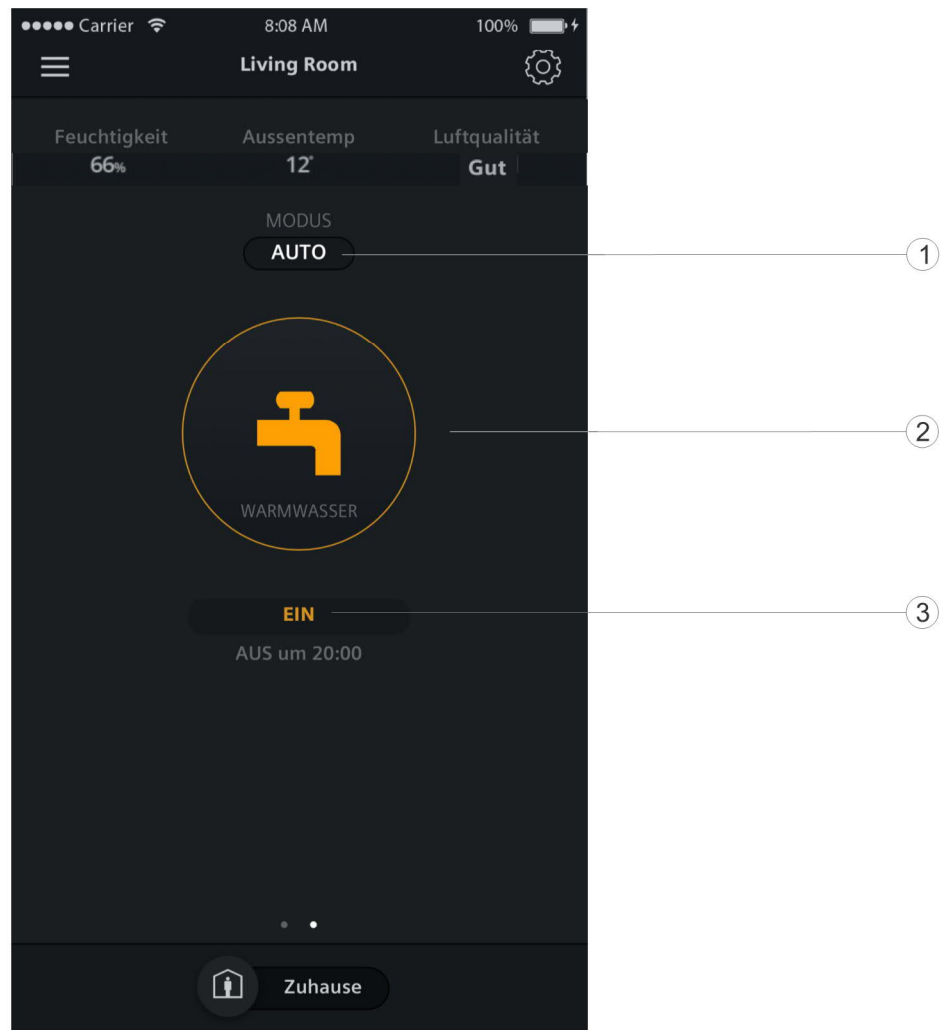 Carrier 8:08 AM 100%
Living Room
Feuchtigkeit Aussentemp Luftqualität
66% 12° Gut
MODUS
AUTO
1
WARMWASSER
2
EIN
3
AUS um 20:00
Zuhause